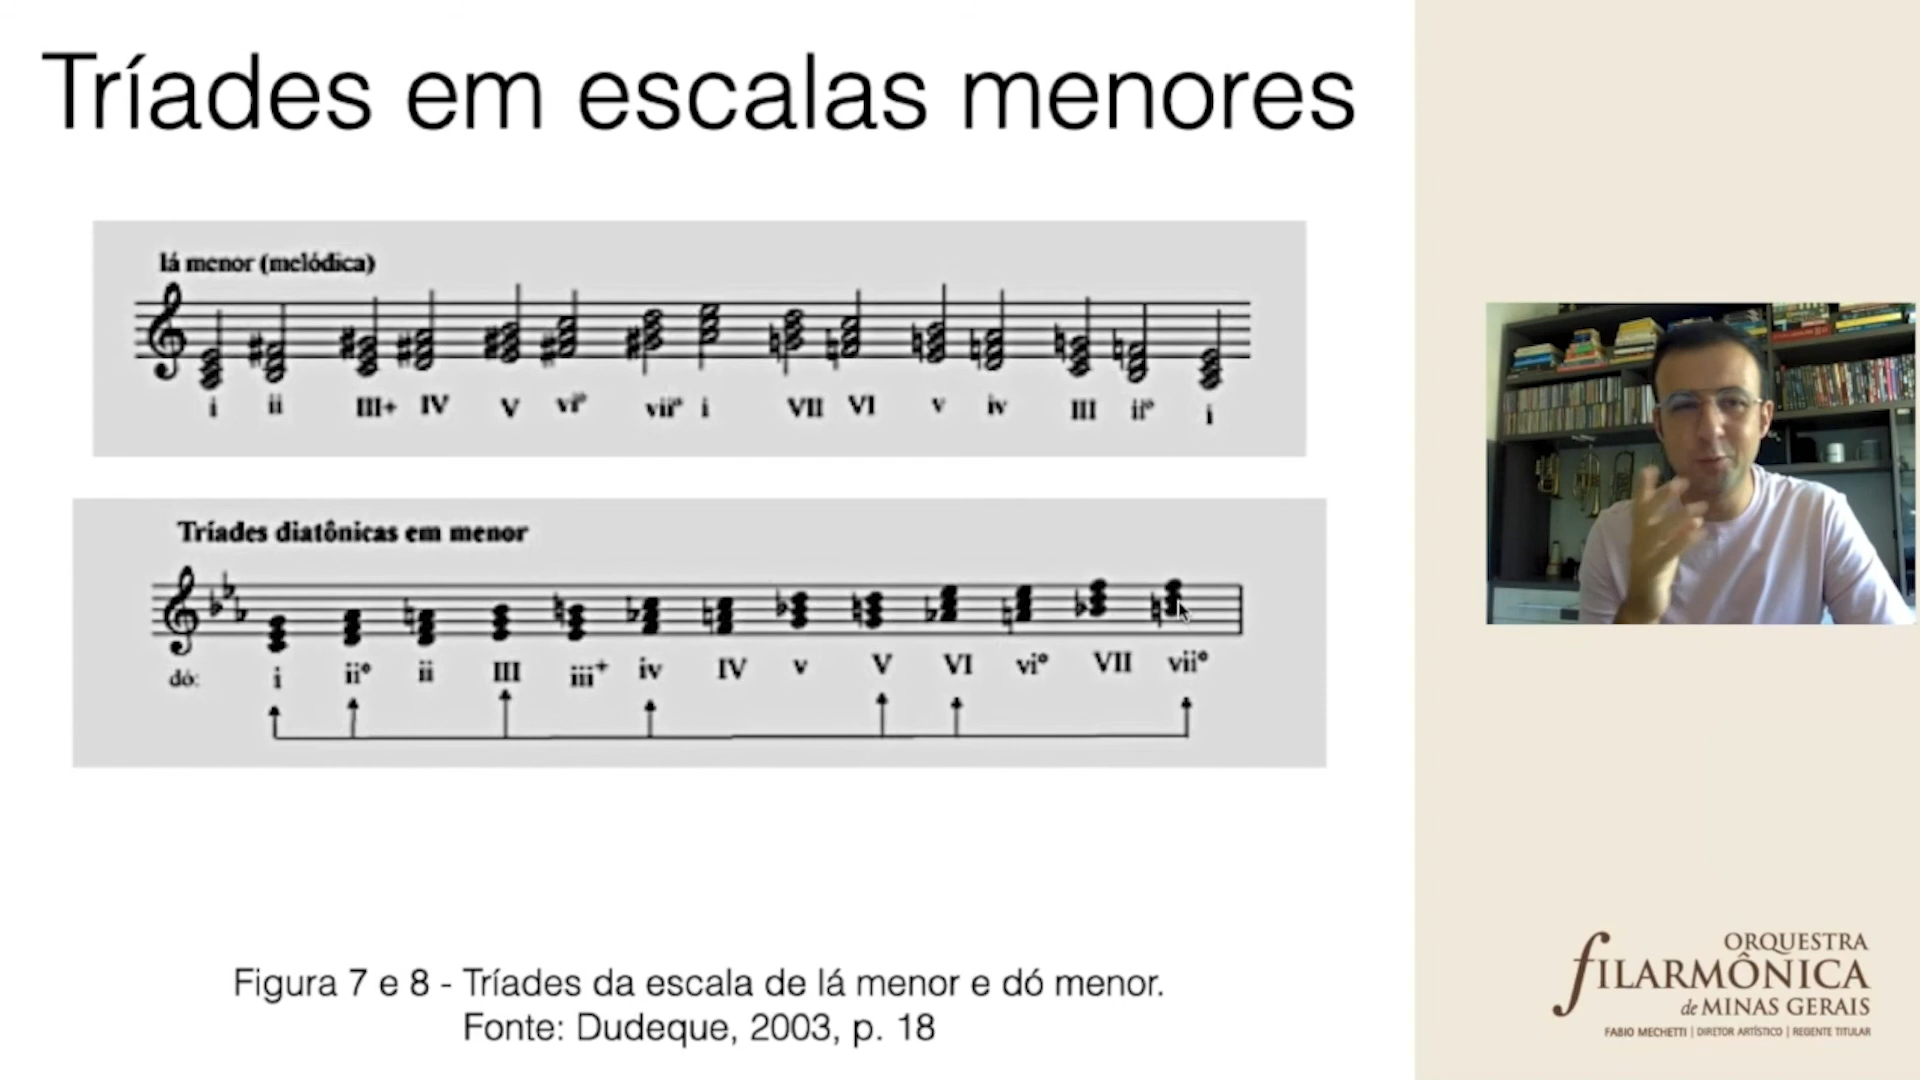 Tríades em escalas menores
lá menor (melódica)
i ii III+ IV V vi° vii° i VII VI v iv III ii° i
Tríades diatônicas em menor
dó: i ii° ii III iii+ iv IV v V VI vi° VII vii°
Figura 7 e 8 - Tríades da escala de lá menor e dó menor.
Fonte: Dudeque, 2003, p. 18
ORQUESTRA
FILARMÔNICA
de MINAS GERAIS
FABIO MECHETTI | DIRETOR ARTÍSTICO | REGENTE TITULAR